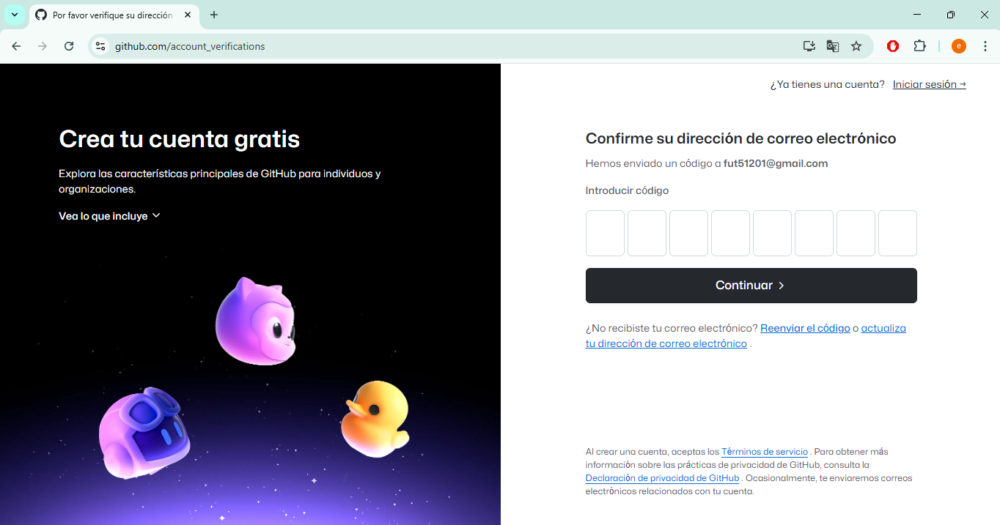 Por favor verifique su dirección
github.com/account_verifications
e
¿Ya tienes una cuenta? Iniciar sesión →
Crea tu cuenta gratis
Explora las características principales de GitHub para individuos y
organizaciones.
Vea lo que incluye
Confirme su dirección de correo electrónico
Hemos enviado un código a fut51201@gmail.com
Introducir código
Continuar
¿No recibiste tu correo electrónico? Reenviar el código o actualiza
tu dirección de correo electrónico .
Al crear una cuenta, aceptas los Términos de servicio . Para obtener más
información sobre las prácticas de privacidad de GitHub, consulta la
Declaración de privacidad de GitHub . Ocasionalmente, te enviaremos correos
electrónicos relacionados con tu cuenta.